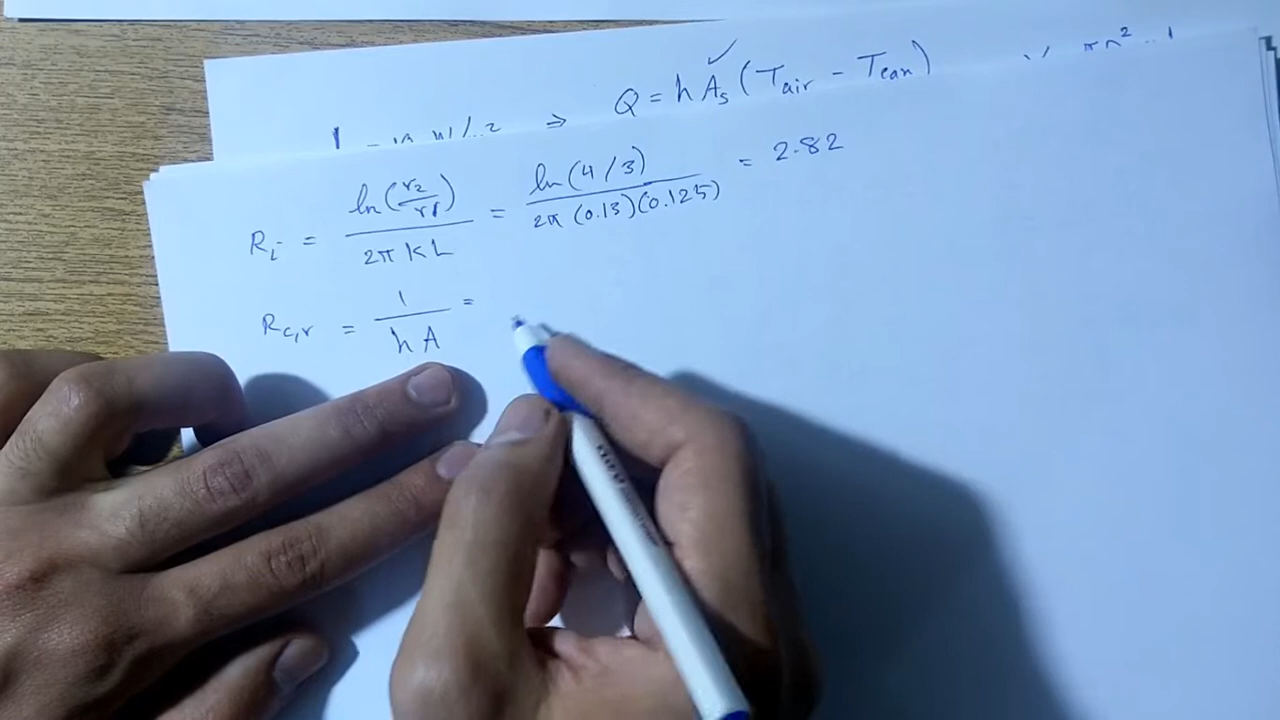 Q = h A_s (T_air - T_can)
⇒
R_i = ln(r2/r1) / 2π K L = ln(4/3) / 2π (0.13)(0.125) = 2.82
R_c,r = 1 / h A =